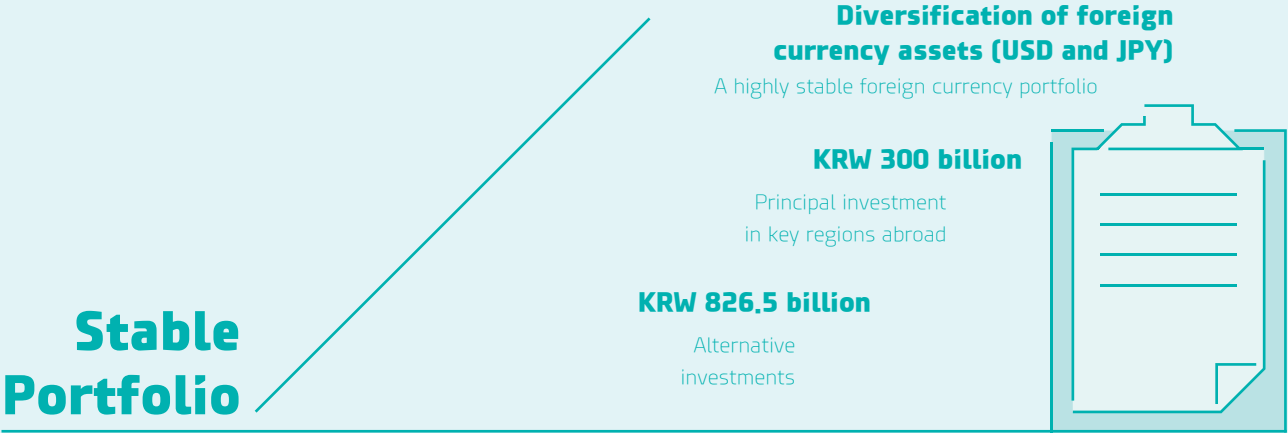 Diversification of foreign
currency assets (USD and JPY)
A highly stable foreign currency portfolio
KRW 300 billion
Principal investment
in key regions abroad
KRW 826.5 billion
Alternative
investments
Stable
Portfolio